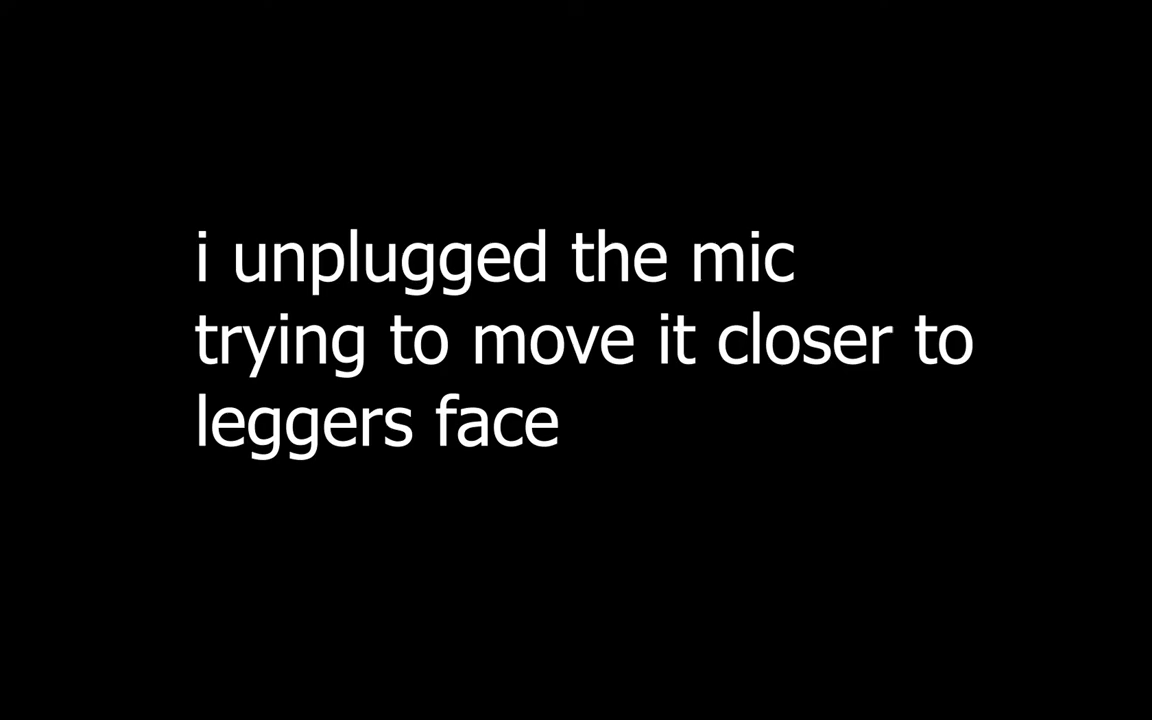 i unplugged the mic
trying to move it closer to
leggers face